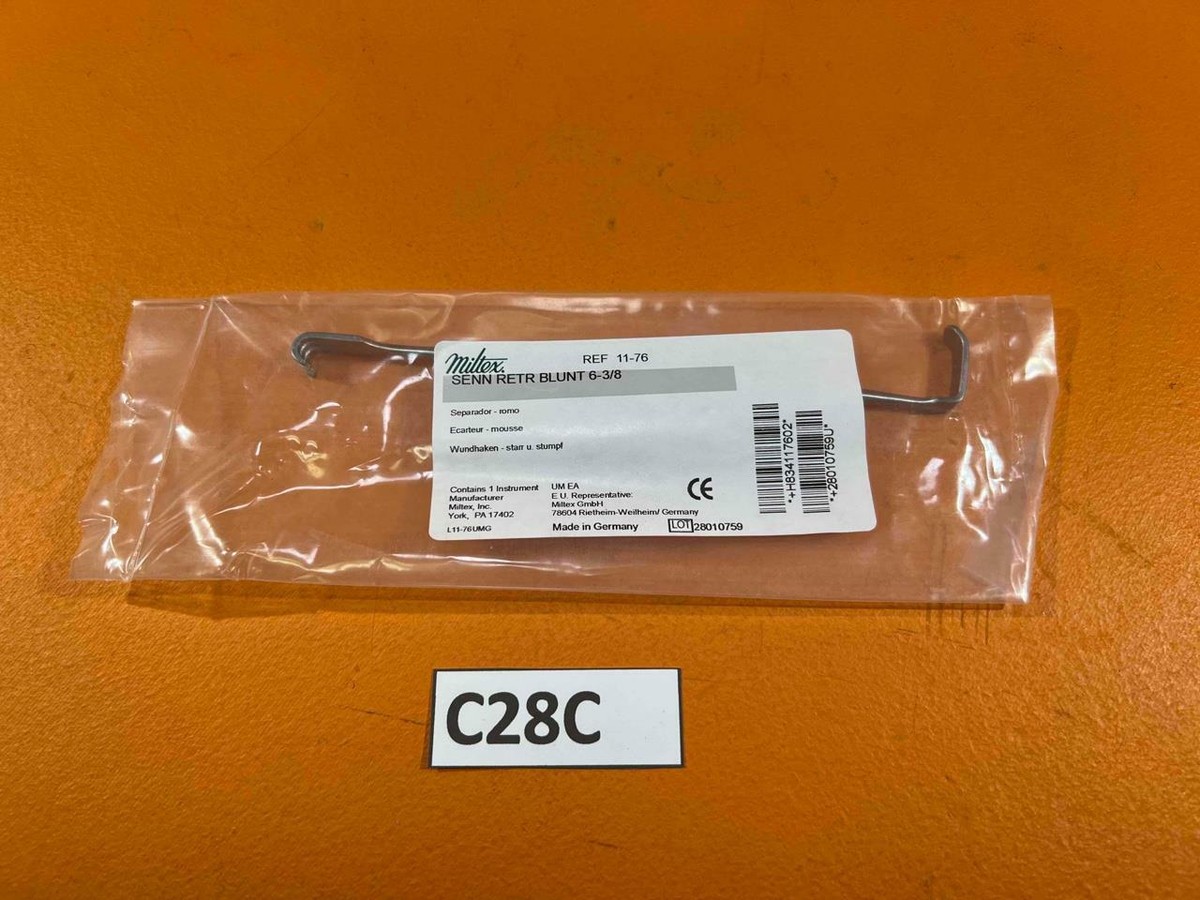 Miltex. REF 11-76
SENN RETR BLUNT 6-3/8
Separador - romo
Ecarteur - mousse
Wundhaken - starr u. stumpf
Contains 1 Instrument
Manufacturer
Miltex, Inc.
York, PA 17402
L11-76UMG
UM EA
E.U. Representative:
Miltex GmbH
78604 Rietheim-Weilheim/ Germany
Made in Germany LOT 28010759
CE
*+H834117602*
*+28010759U*
C28C